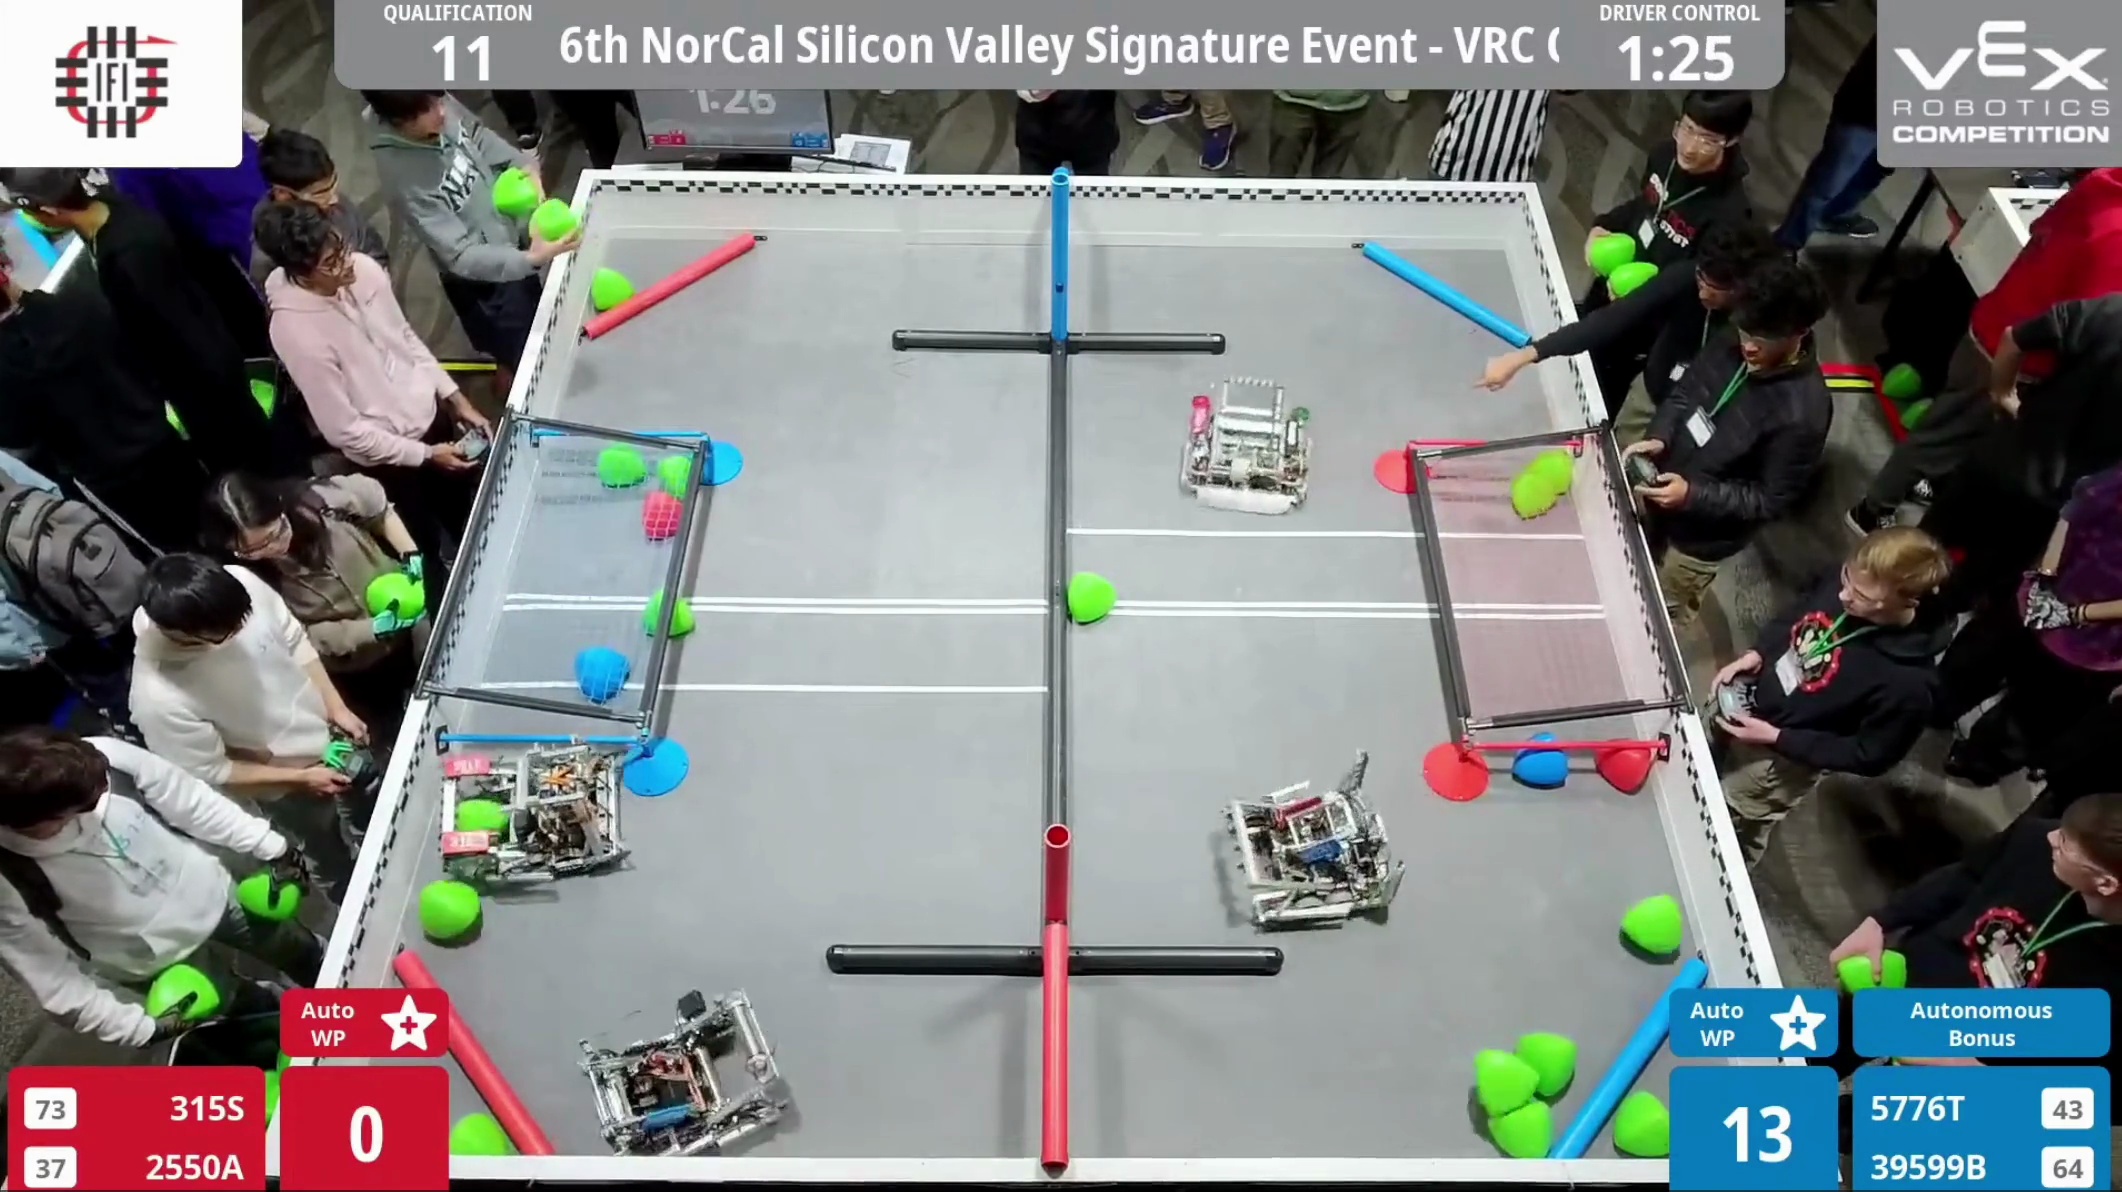 QUALIFICATION
11
6th NorCal Silicon Valley Signature Event - VRC
DRIVER CONTROL
1:25
IFI
VEX
ROBOTICS
COMPETITION
1:26
Auto
WP
Auto
WP
Autonomous
Bonus
73 315S
37 2550A
0
13
5776T 43
39599B 64